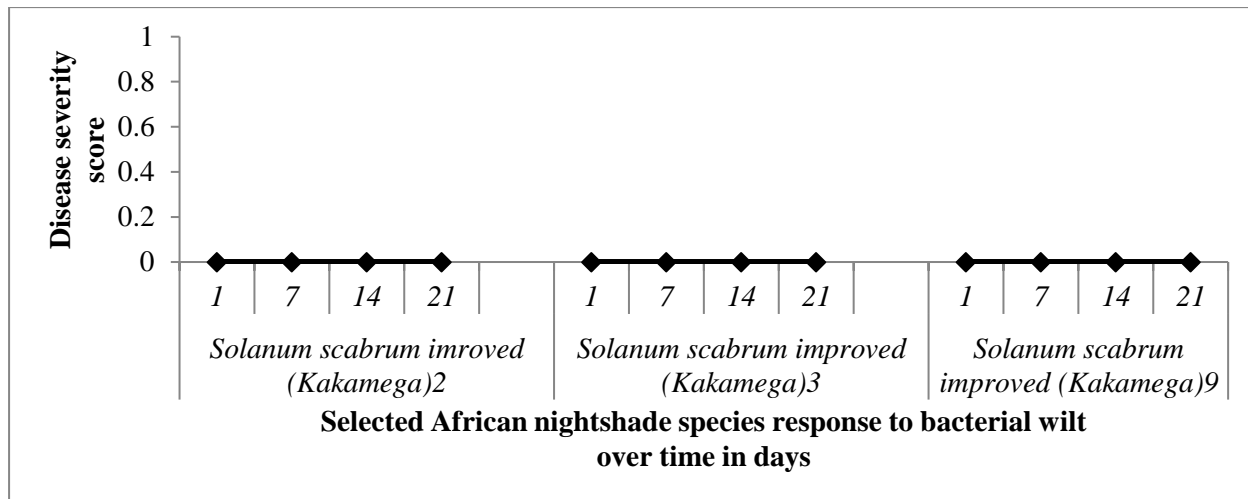 Disease severity
score
1
0.8
0.6
0.4
0.2
0
1 7 14 21 1 7 14 21 1 7 14 21
Solanum scabrum imroved
(Kakamega)2
Solanum scabrum improved
(Kakamega)3
Solanum scabrum
improved (Kakamega)9
Selected African nightshade species response to bacterial wilt
over time in days